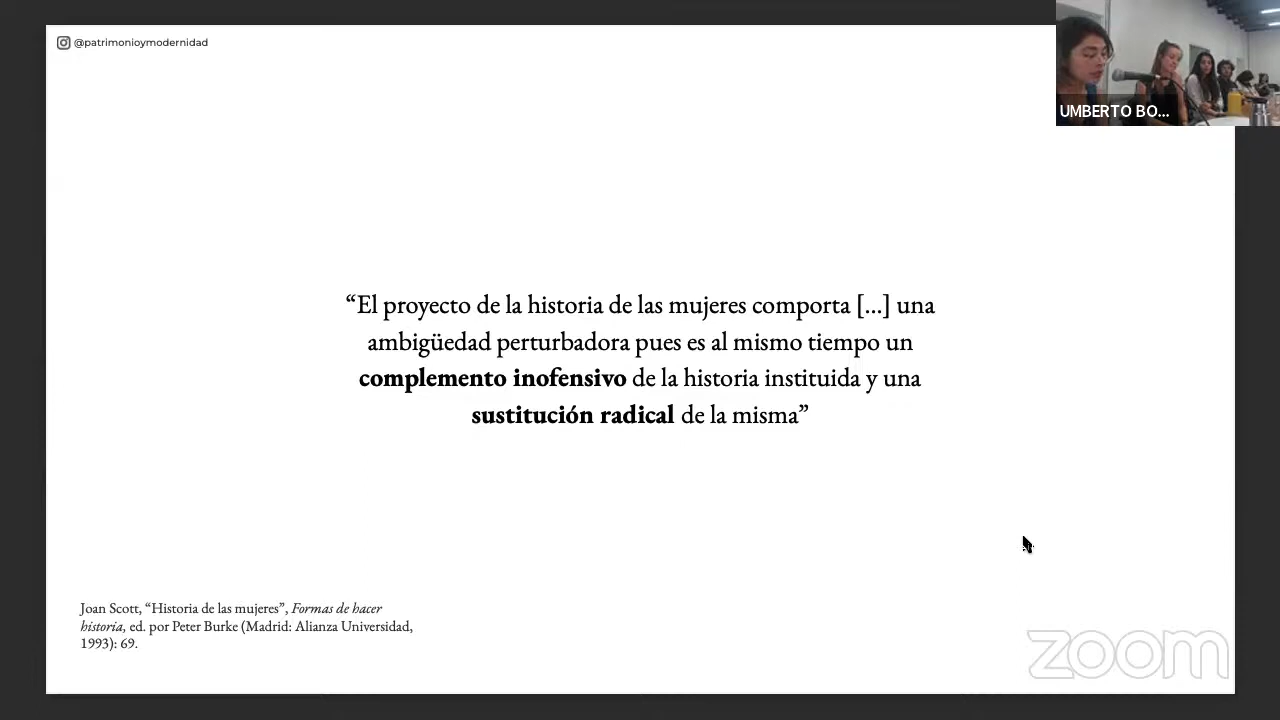 @patrimonioymodernidad
UMBERTO BO...
“El proyecto de la historia de las mujeres comporta [...] una
ambigüedad perturbadora pues es al mismo tiempo un
complemento inofensivo de la historia instituida y una
sustitución radical de la misma”
Joan Scott, “Historia de las mujeres”, Formas de hacer
historia, ed. por Peter Burke (Madrid: Alianza Universidad,
1993): 69.
zoom